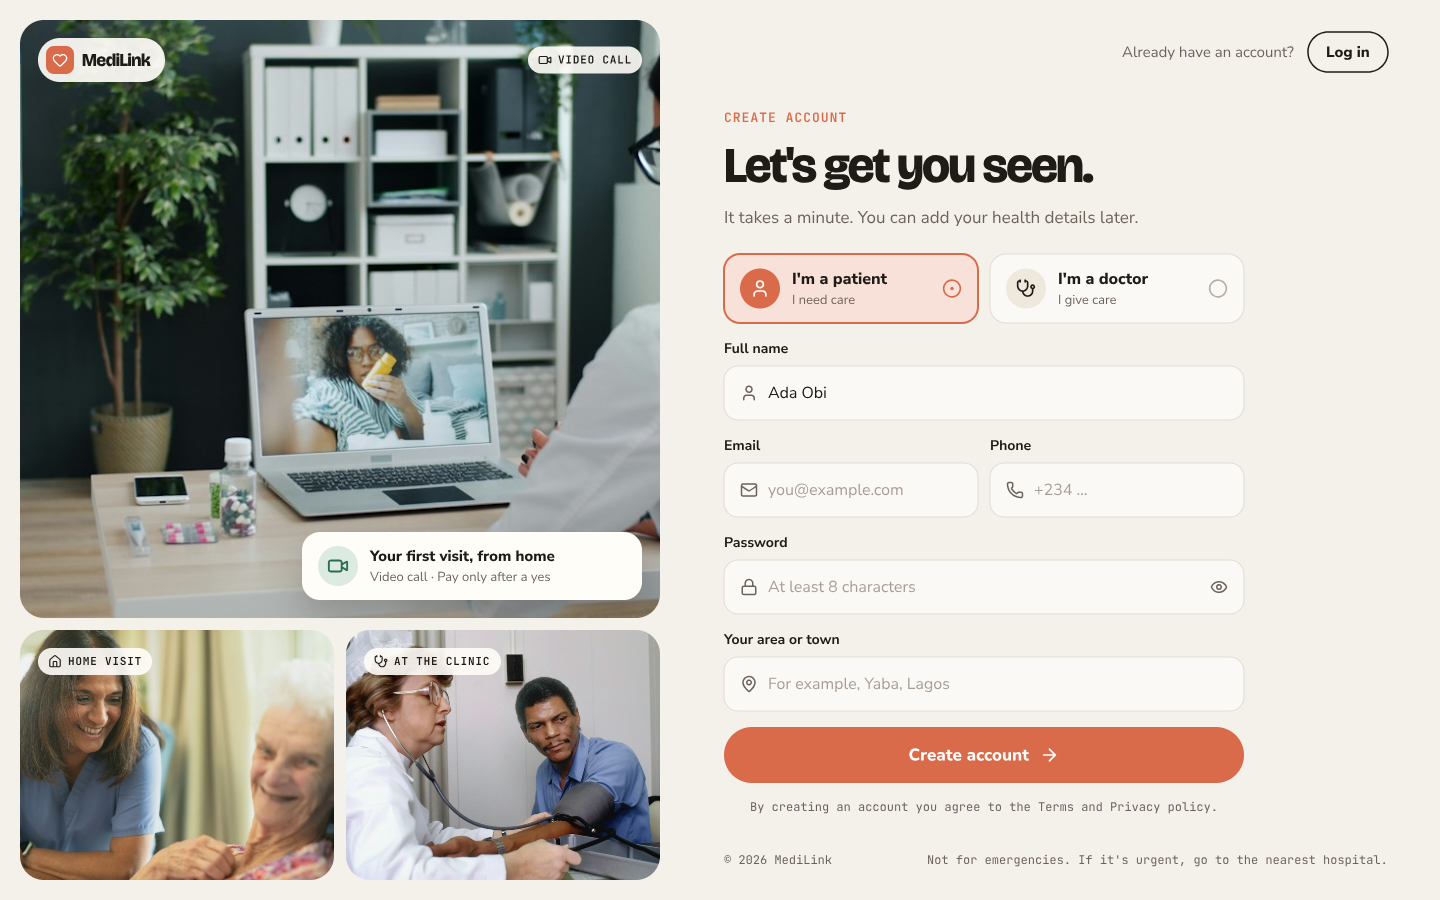 MediLink
VIDEO CALL
Your first visit, from home
Video call · Pay only after a yes
HOME VISIT
AT THE CLINIC
Already have an account?
Log in
CREATE ACCOUNT
Let's get you seen.
It takes a minute. You can add your health details later.
I'm a patient
I need care
I'm a doctor
I give care
Full name
Ada Obi
Email
Phone
you@example.com
+234 ...
Password
At least 8 characters
Your area or town
For example, Yaba, Lagos
Create account
By creating an account you agree to the Terms and Privacy policy.
© 2026 MediLink
Not for emergencies. If it's urgent, go to the nearest hospital.